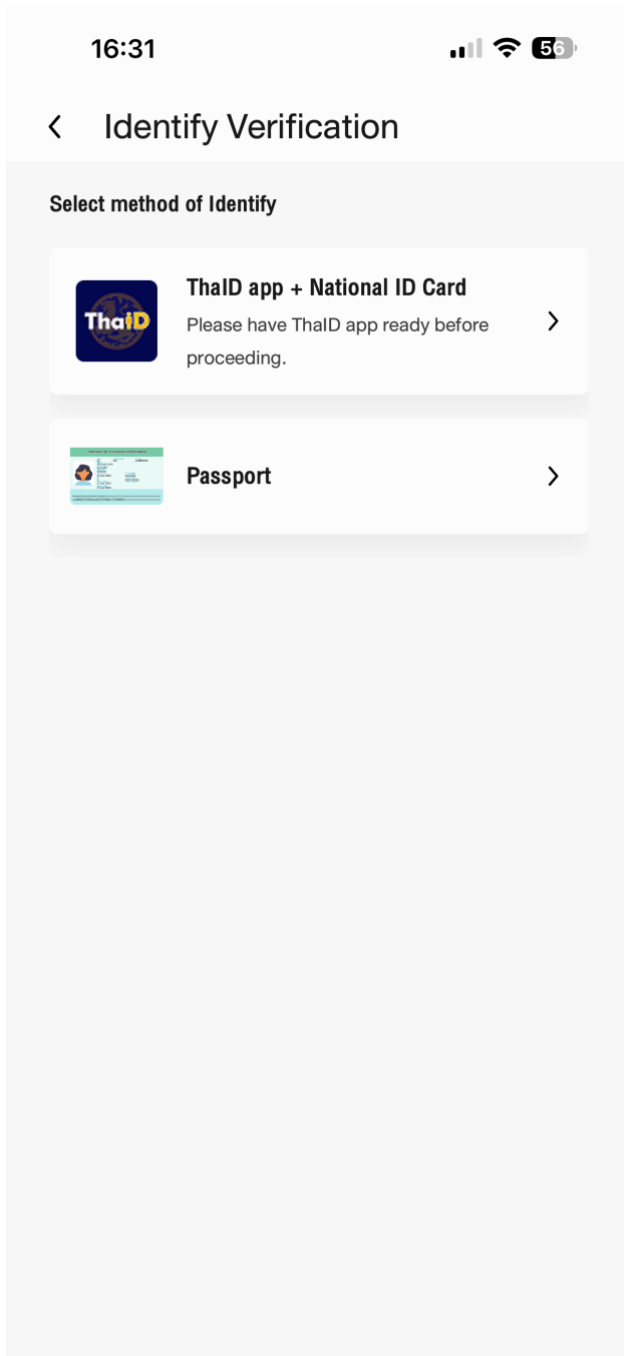 16:31
56
Identify Verification
Select method of Identify
ThaID
ThaID app + National ID Card
Please have ThaID app ready before
proceeding.
Passport